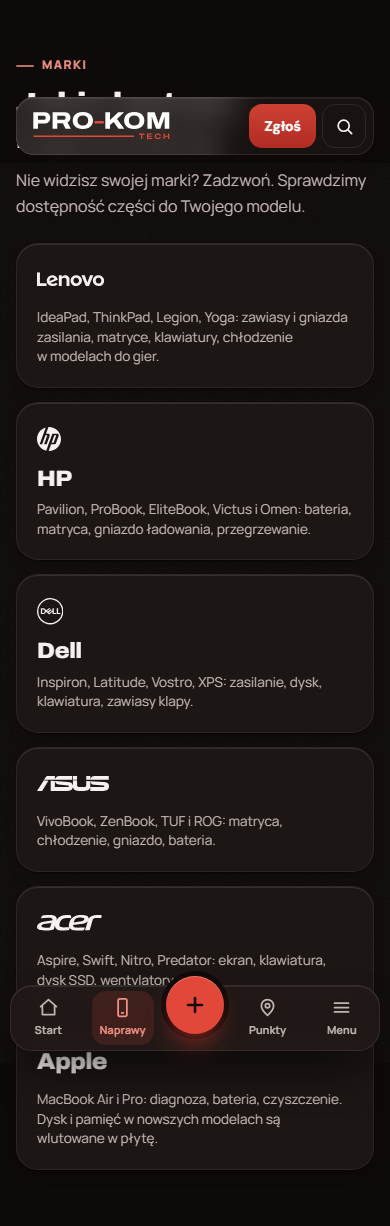 MARKI
PRO-KOM
TECH
Zgłoś
Nie widzisz swojej marki? Zadzwoń. Sprawdzimy
dostępność części do Twojego modelu.
Lenovo
IdeaPad, ThinkPad, Legion, Yoga: zawiasy i gniazda
zasilania, matryce, klawiatury, chłodzenie
w modelach do gier.
hp
HP
Pavilion, ProBook, EliteBook, Victus i Omen: bateria,
matryca, gniazdo ładowania, przegrzewanie.
DELL
Dell
Inspiron, Latitude, Vostro, XPS: zasilanie, dysk,
klawiatura, zawiasy klapy.
ASUS
VivoBook, ZenBook, TUF i ROG: matryca,
chłodzenie, gniazdo, bateria.
acer
Aspire, Swift, Nitro, Predator: ekran, klawiatura,
dysk SSD, wentylator
Start
Naprawy
Punkty
Menu
Apple
MacBook Air i Pro: diagnoza, bateria, czyszczenie.
Dysk i pamięć w nowszych modelach są
wlutowane w płytę.